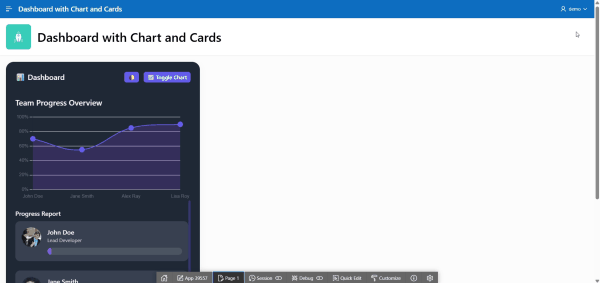 Dashboard with Chart and Cards
demo
Dashboard with Chart and Cards
Dashboard
Toggle Chart
Team Progress Overview
100%
80%
60%
40%
20%
0%
John Doe Jane Smith Alex Ray Lisa Ray
Progress Report
John Doe
Lead Developer
Jane Smith
App 39557 Page 1 Session Debug Quick Edit Customize